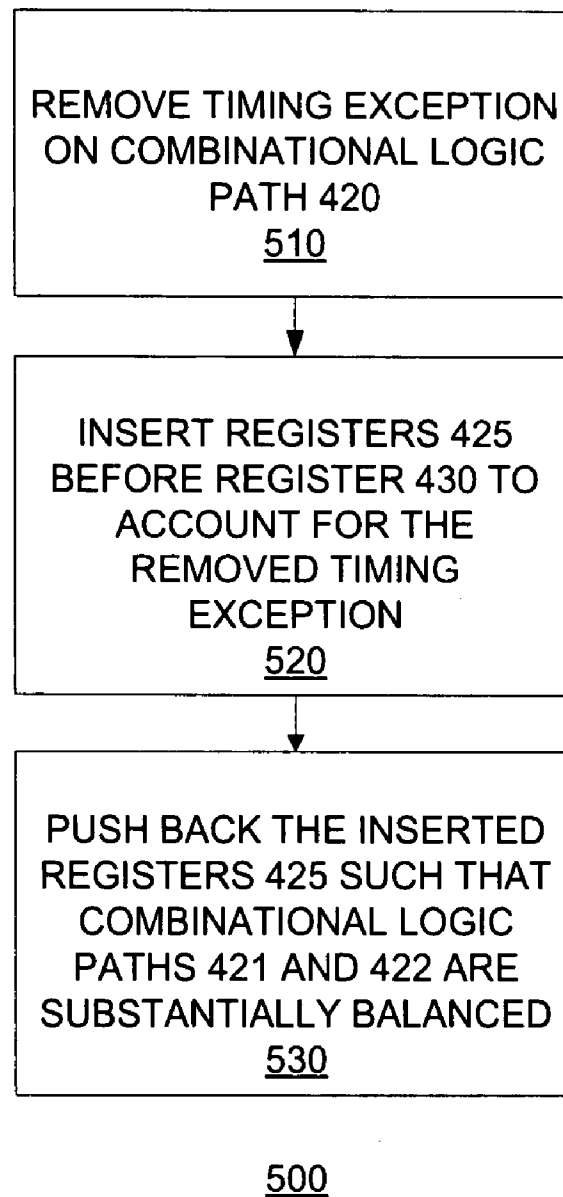 REMOVE TIMING EXCEPTION
ON COMBINATIONAL LOGIC
PATH 420
510
INSERT REGISTERS 425
BEFORE REGISTER 430 TO
ACCOUNT FOR THE
REMOVED TIMING
EXCEPTION
520
PUSH BACK THE INSERTED
REGISTERS 425 SUCH THAT
COMBINATIONAL LOGIC
PATHS 421 AND 422 ARE
SUBSTANTIALLY BALANCED
530
500